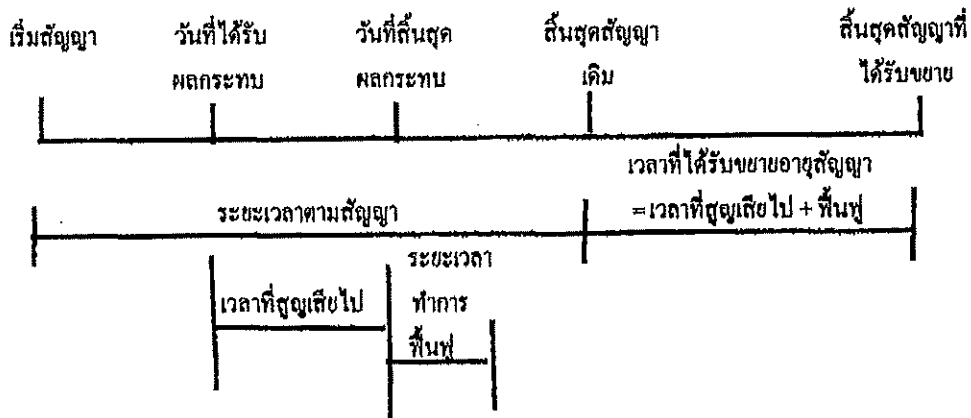 เริ่มสัญญา วันที่ได้รับ วันที่สิ้นสุด สิ้นสุดสัญญา สิ้นสุดสัญญาที่
ผลกระทบ ผลกระทบ เดิม ได้รับขยาย
เวลาที่ได้รับขยายอายุสัญญา
ระยะเวลาตามสัญญา =เวลาที่สูญเสียไป + ฟื้นฟู
ระยะเวลา
เวลาที่สูญเสียไป ทำการ
ฟื้นฟู